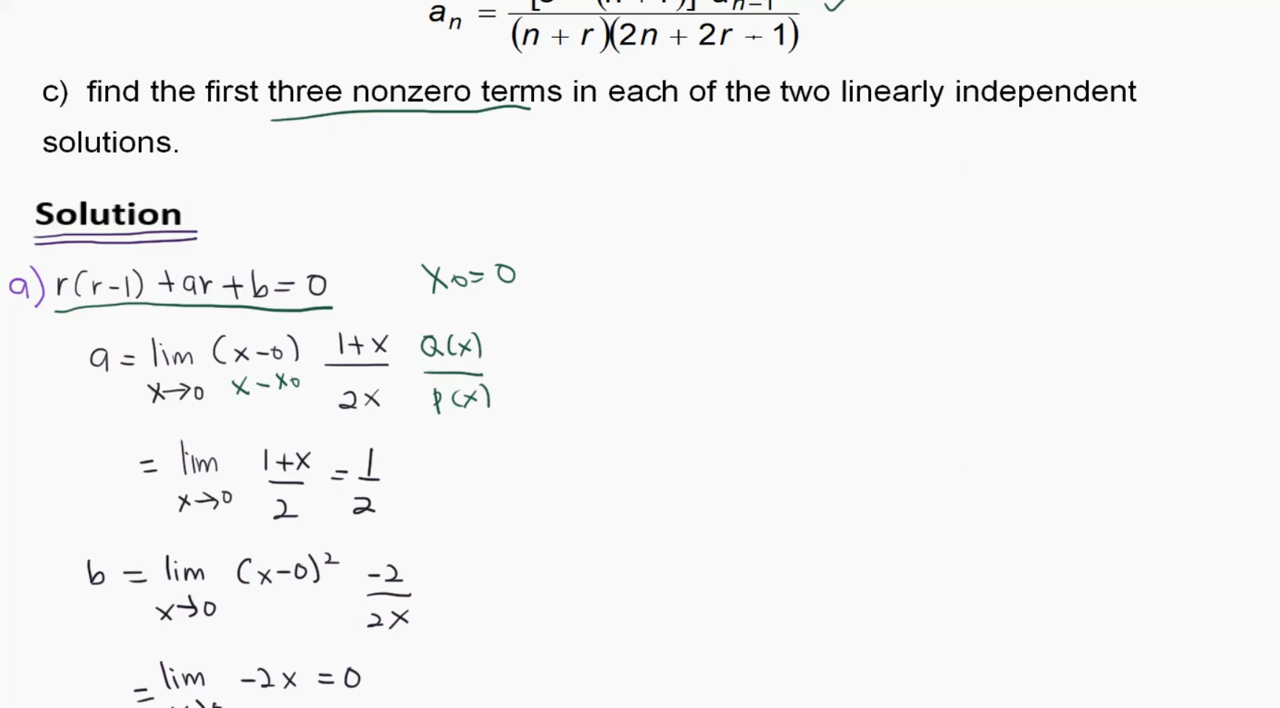 aₙ = / (n + r)(2n + 2r − 1)
c) find the first three nonzero terms in each of the two linearly independent
solutions.
Solution
a) r(r-1) + ar + b = 0 x₀ = 0
a = lim x→0 (x-0) (1+x)/(2x) Q(x)/P(x)
x-x₀
= lim x→0 (1+x)/2 = 1/2
b = lim x→0 (x-0)² -2/(2x)
= lim -2x = 0